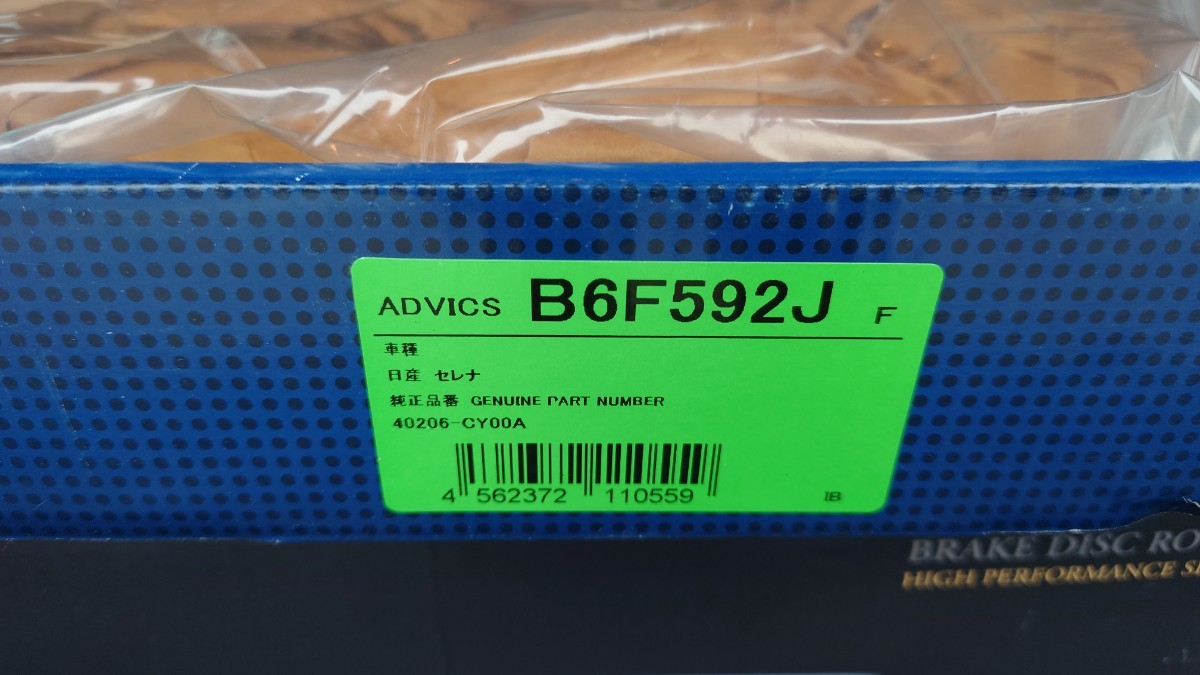 ADVICS B6F592J F
車種
日産 セレナ
純正品番 GENUINE PART NUMBER
40206-CY00A
4 562372 110559
IB
BRAKE DISC RO
HIGH PERFORMANCE S